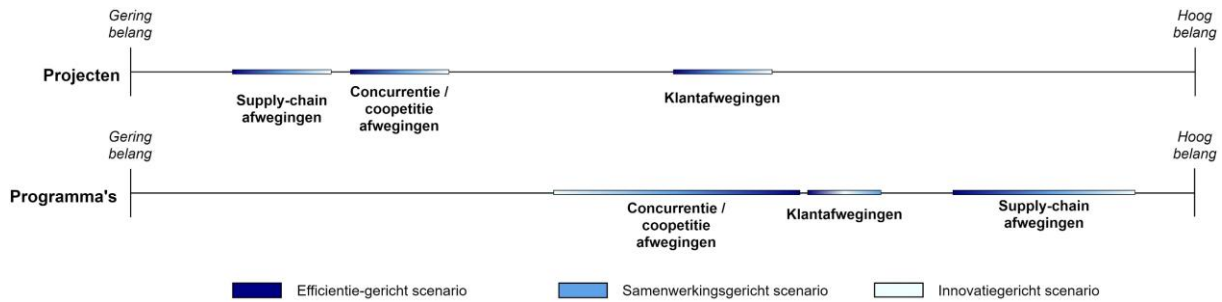 Gering
belang
Hoog
belang
Projecten
Supply-chain
afwegingen
Concurrentie /
coopetitie
afwegingen
Klantafwegingen
Gering
belang
Hoog
belang
Programma's
Concurrentie /
coopetitie
afwegingen
Klantafwegingen
Supply-chain
afwegingen
Efficientie-gericht scenario
Samenwerkingsgericht scenario
Innovatiegericht scenario